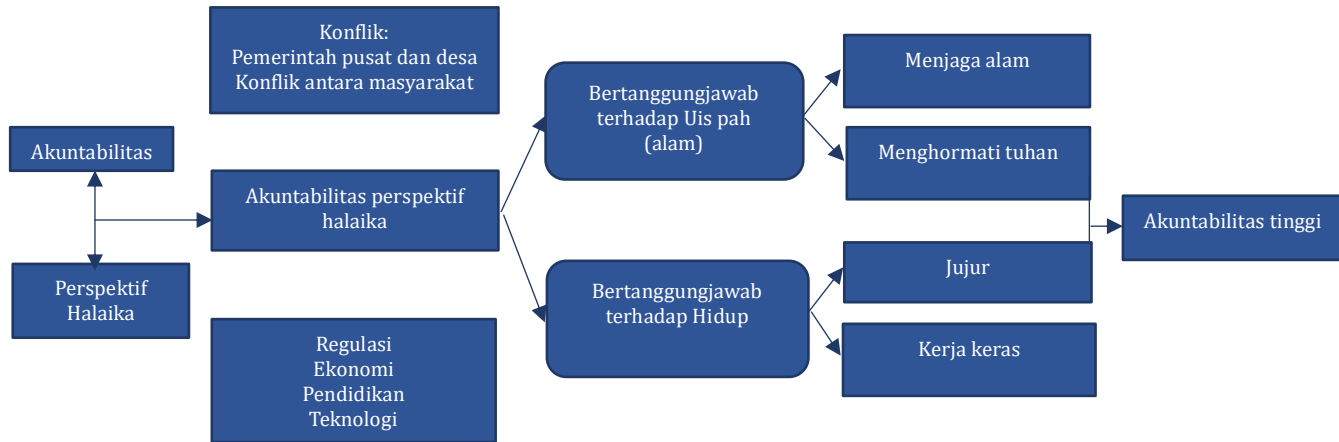 Akuntabilitas
Perspektif
Halaika
Konflik:
Pemerintah pusat dan desa
Konflik antara masyarakat
Akuntabilitas perspektif
halaika
Regulasi
Ekonomi
Pendidikan
Teknologi
Bertanggungjawab
terhadap Uis pah
(alam)
Bertanggungjawab
terhadap Hidup
Menjaga alam
Menghormati tuhan
Jujur
Kerja keras
Akuntabilitas tinggi